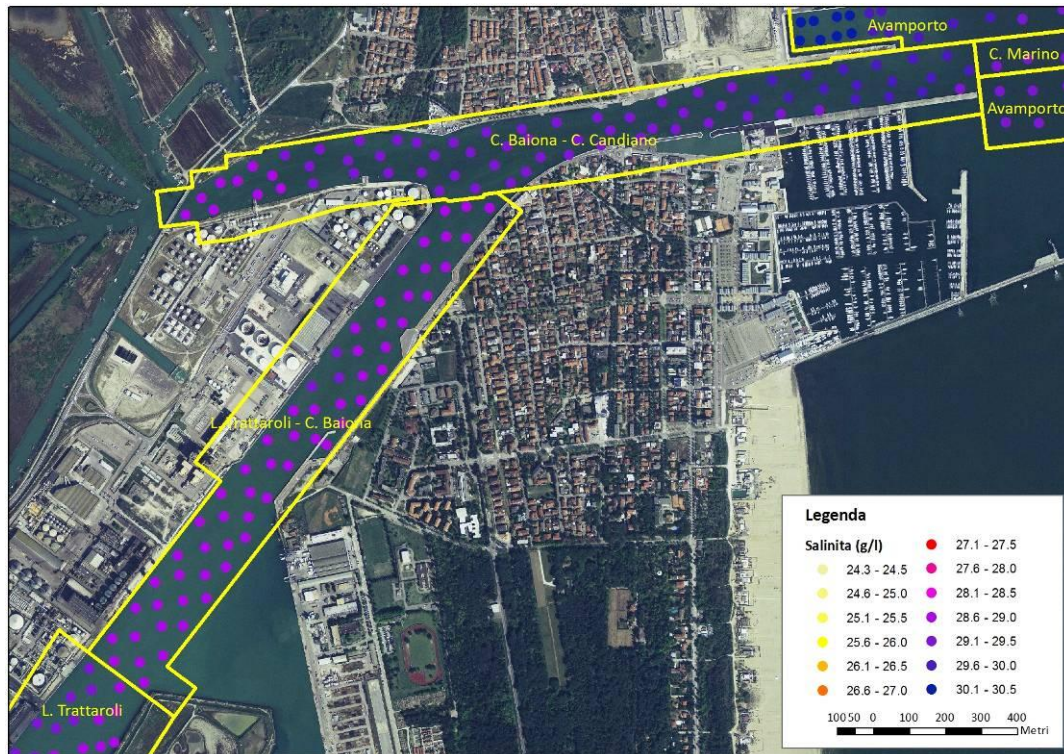 Avamporto
C. Marino
Avamporto
C. Baiona - C. Candiano
L. Trattaroli - C. Baiona
L. Trattaroli
Legenda
Salinita (g/l)
24.3 - 24.5
24.6 - 25.0
25.1 - 25.5
25.6 - 26.0
26.1 - 26.5
26.6 - 27.0
27.1 - 27.5
27.6 - 28.0
28.1 - 28.5
28.6 - 29.0
29.1 - 29.5
29.6 - 30.0
30.1 - 30.5
100 50 0 100 200 300 400
Metri